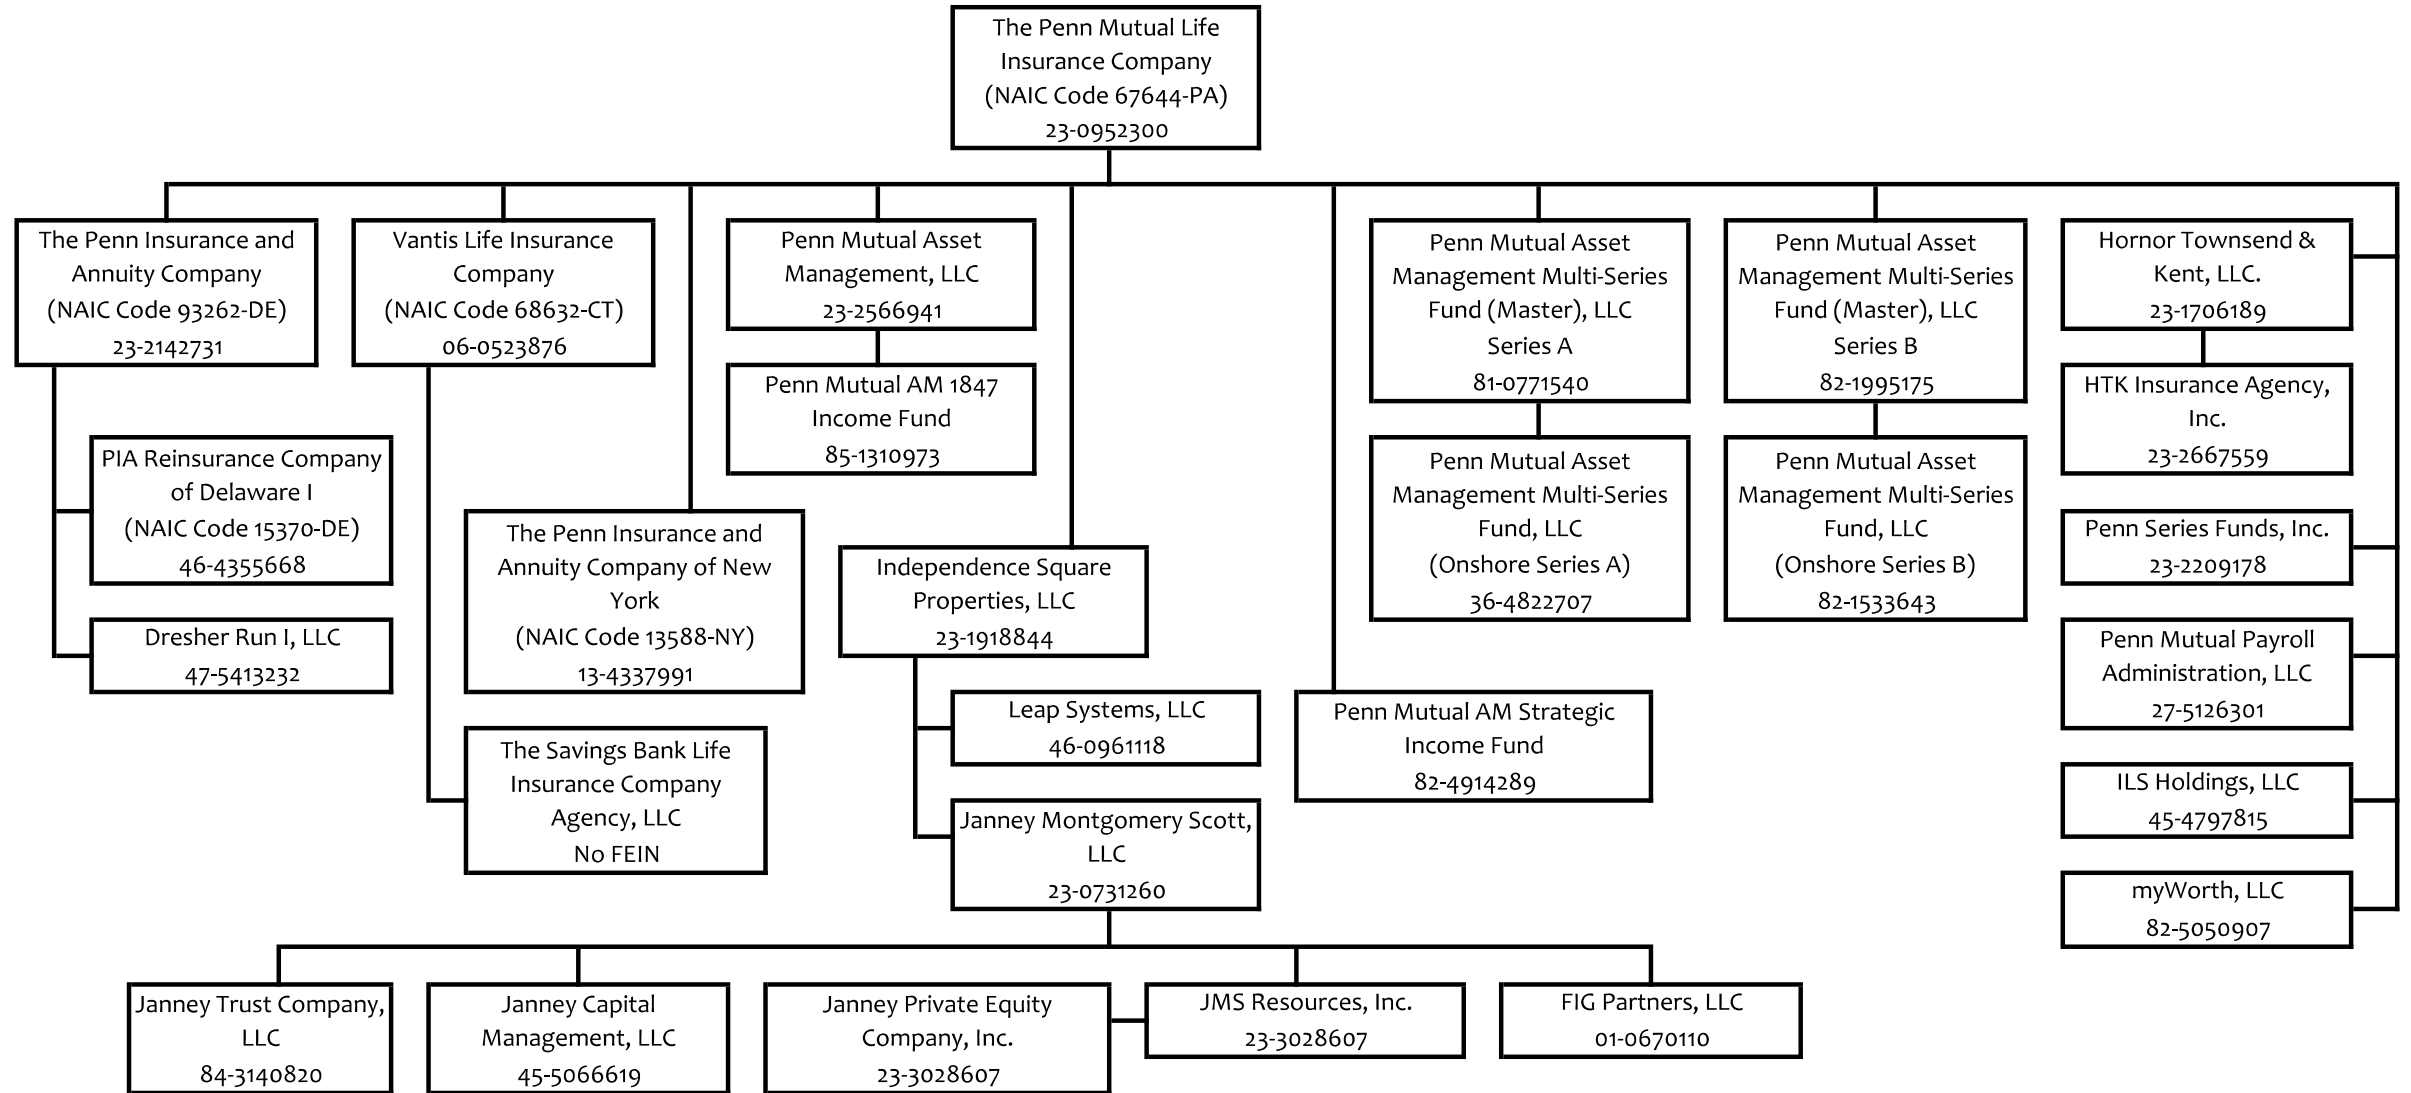 The Penn Mutual Life
Insurance Company
(NAIC Code 67644-PA)
23-0952300
The Penn Insurance and
Annuity Company
(NAIC Code 93262-DE)
23-2142731
Vantis Life Insurance
Company
(NAIC Code 68632-CT)
06-0523876
Penn Mutual Asset
Management, LLC
23-2566941
Penn Mutual Asset
Management Multi-Series
Fund (Master), LLC
Series A
81-0771540
Penn Mutual Asset
Management Multi-Series
Fund (Master), LLC
Series B
82-1995175
Hornor Townsend &
Kent, LLC.
23-1706189
Penn Mutual AM 1847
Income Fund
85-1310973
HTK Insurance Agency,
Inc.
23-2667559
PIA Reinsurance Company
of Delaware I
(NAIC Code 15370-DE)
46-4355668
Penn Mutual Asset
Management Multi-Series
Fund, LLC
(Onshore Series A)
36-4822707
Penn Mutual Asset
Management Multi-Series
Fund, LLC
(Onshore Series B)
82-1533643
The Penn Insurance and
Annuity Company of New
York
(NAIC Code 13588-NY)
13-4337991
Penn Series Funds, Inc.
23-2209178
Independence Square
Properties, LLC
23-1918844
Dresher Run I, LLC
47-5413232
Penn Mutual Payroll
Administration, LLC
27-5126301
Leap Systems, LLC
46-0961118
Penn Mutual AM Strategic
Income Fund
82-4914289
The Savings Bank Life
Insurance Company
Agency, LLC
No FEIN
ILS Holdings, LLC
45-4797815
Janney Montgomery Scott,
LLC
23-0731260
myWorth, LLC
82-5050907
Janney Trust Company,
LLC
84-3140820
Janney Capital
Management, LLC
45-5066619
Janney Private Equity
Company, Inc.
23-3028607
JMS Resources, Inc.
23-3028607
FIG Partners, LLC
01-0670110